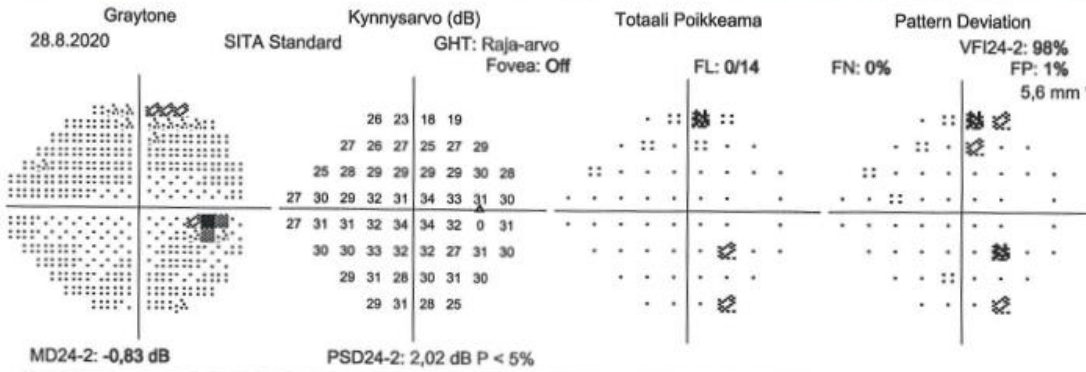 Graytone Kynnysarvo (dB) Totaali Poikkeama Pattern Deviation
28.8.2020 SITA Standard GHT: Raja-arvo VFI24-2: 98%
Fovea: Off FL: 0/14 FN: 0% FP: 1%
5,6 mm
26 23 18 19
27 26 27 25 27 29
25 28 29 29 29 29 30 28
27 30 29 32 31 34 33 31 30
27 31 31 32 34 34 32 0 31
30 30 33 32 32 27 31 30
29 31 28 30 31 30
29 31 28 25
MD24-2: -0,83 dB PSD24-2: 2,02 dB P < 5%